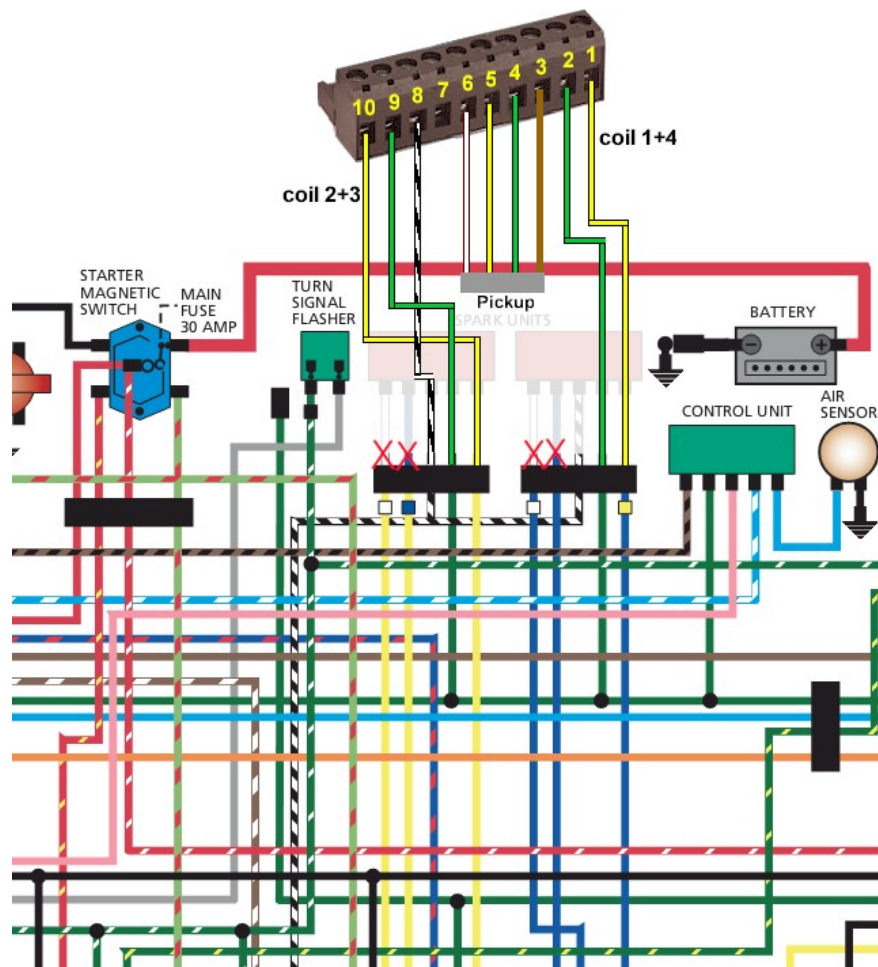 10 9 8 7 6 5 4 3 2 1
coil 1+4
coil 2+3
STARTER
MAGNETIC
SWITCH
MAIN
FUSE
30 AMP
TURN
SIGNAL
FLASHER
Pickup
SPARK UNITS
BATTERY
CONTROL UNIT
AIR
SENSOR